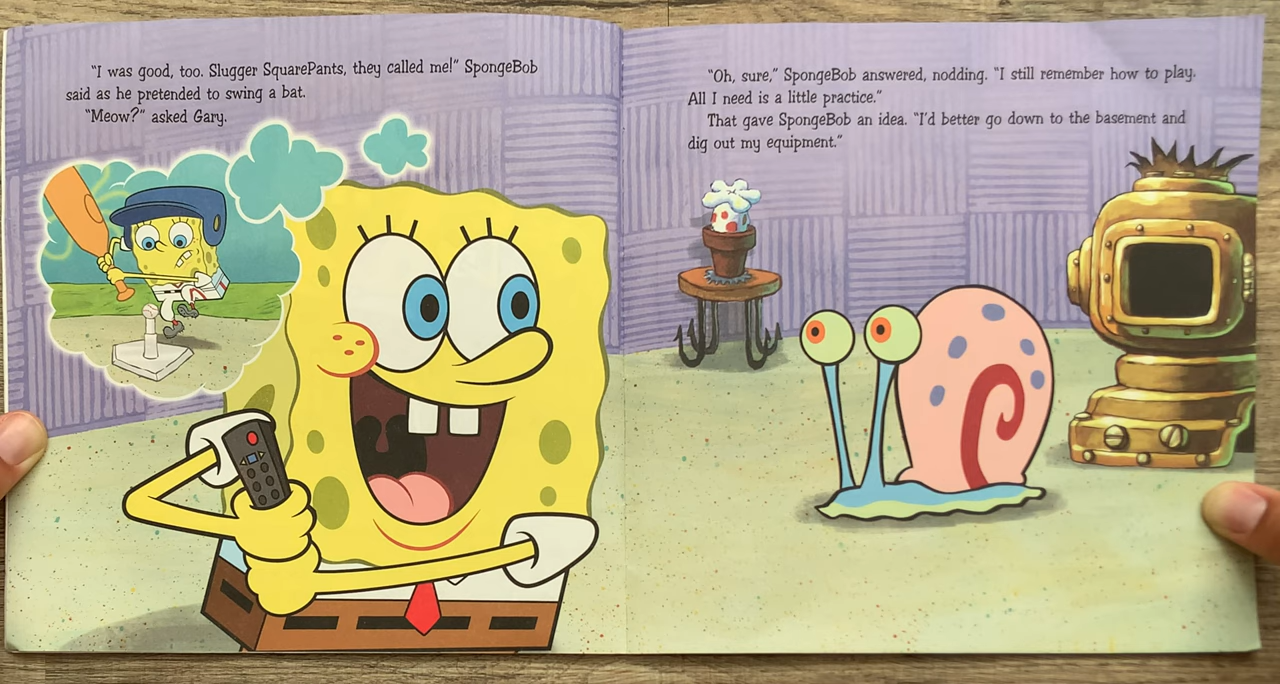 "I was good, too. Slugger SquarePants, they called me!" SpongeBob
said as he pretended to swing a bat.
"Meow?" asked Gary.
"Oh, sure," SpongeBob answered, nodding. "I still remember how to play.
All I need is a little practice."
That gave SpongeBob an idea. "I'd better go down to the basement and
dig out my equipment."